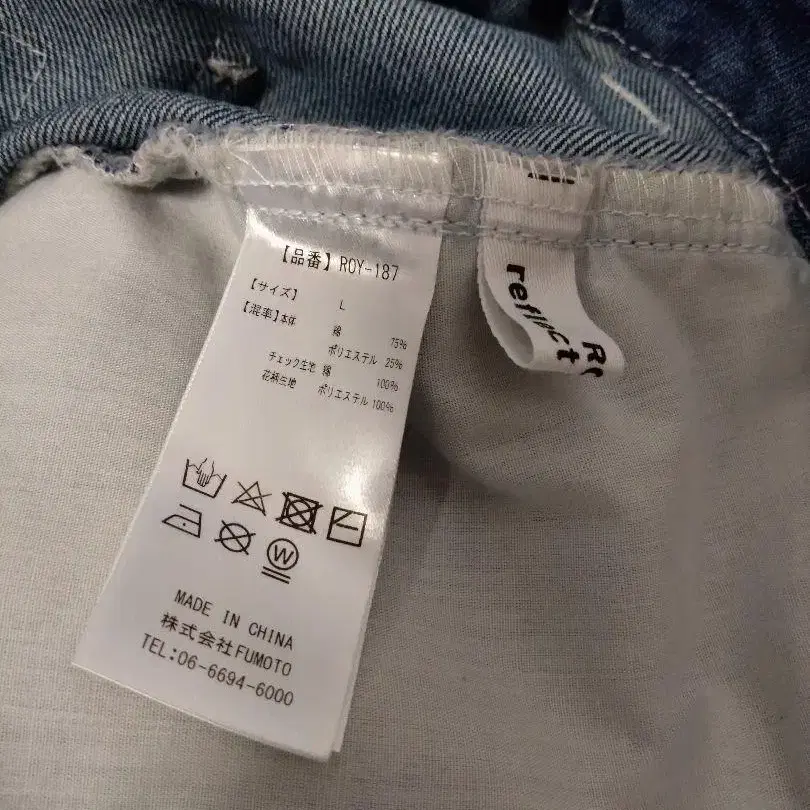 【品番】ROY-187
【サイズ】 L
【混率】本体 綿 75%
ポリエステル 25%
チェック生地 綿 100%
花柄生地 ポリエステル 100%
W
MADE IN CHINA
株式会社FUMOTO
TEL:06-6694-6000
reflect